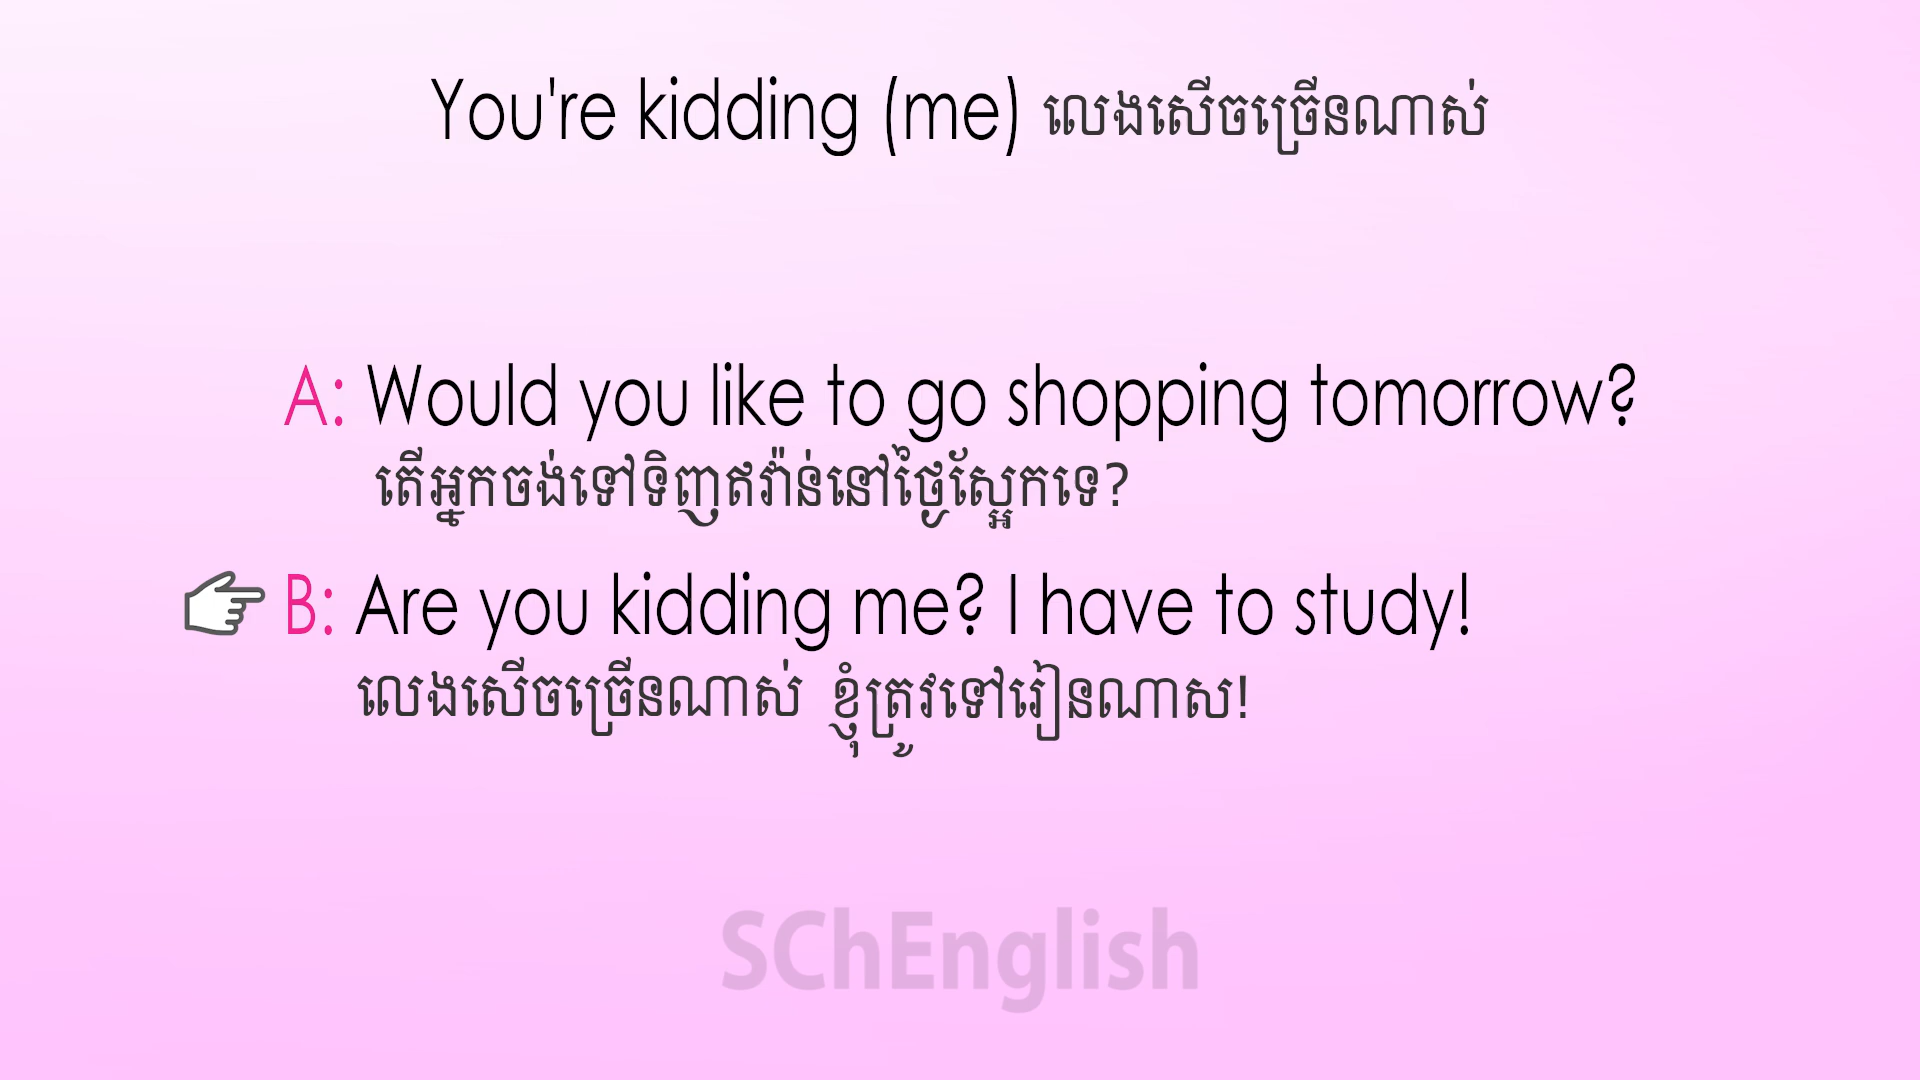 You're kidding (me) លេងសើចច្រើនណាស់
A: Would you like to go shopping tomorrow?
តើអ្នកចង់ទៅទិញឥវ៉ាន់នៅថ្ងៃស្អែកទេ?
B: Are you kidding me? I have to study!
លេងសើចច្រើនណាស់ ខ្ញុំត្រូវទៅរៀនណាស!
SChEnglish